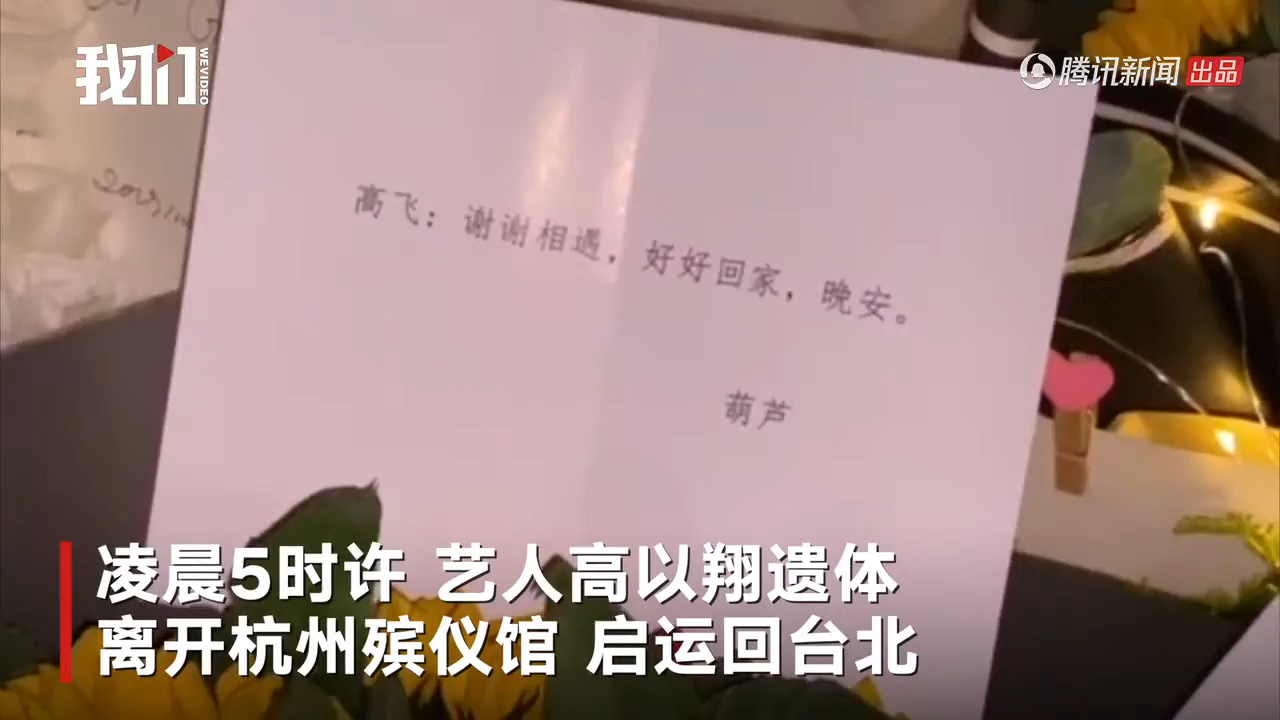 我们
WEVIDEO
腾讯新闻 出品
高飞：谢谢相遇，好好回家，晚安。
葫芦
凌晨5时许 艺人高以翔遗体
离开杭州殡仪馆 启运回台北